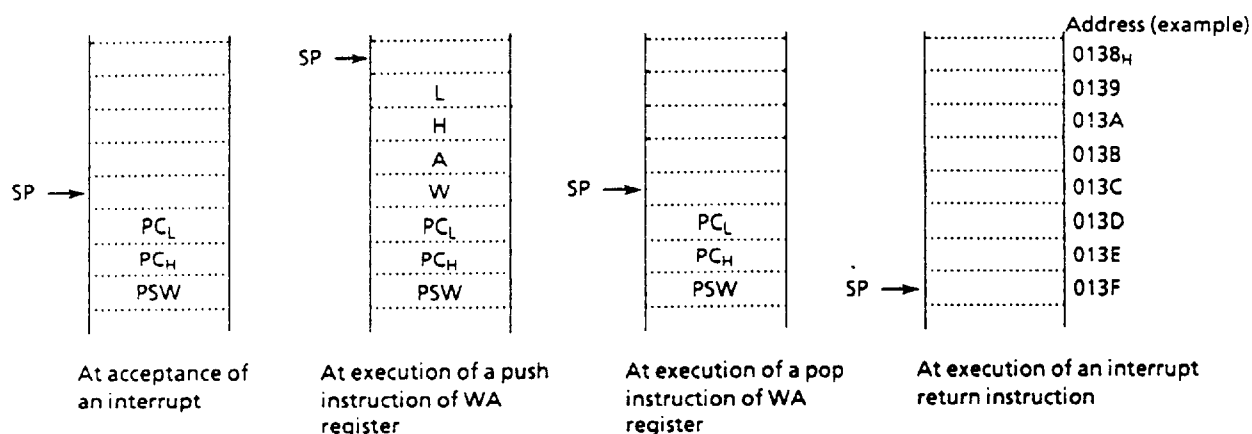 Address (example)
SP → 0138H
L 0139
H 013A
A 013B
SP → W SP → 013C
PCL PCL PCL 013D
PCH PCH PCH 013E
PSW PSW PSW SP → 013F
At acceptance of
an interrupt
At execution of a push
instruction of WA
register
At execution of a pop
instruction of WA
register
At execution of an interrupt
return instruction